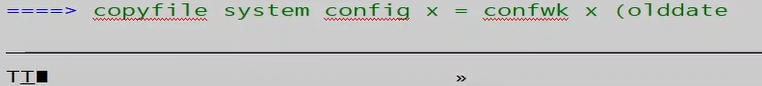 ====> copyfile system config x = confwk x (olddate
TI■ »